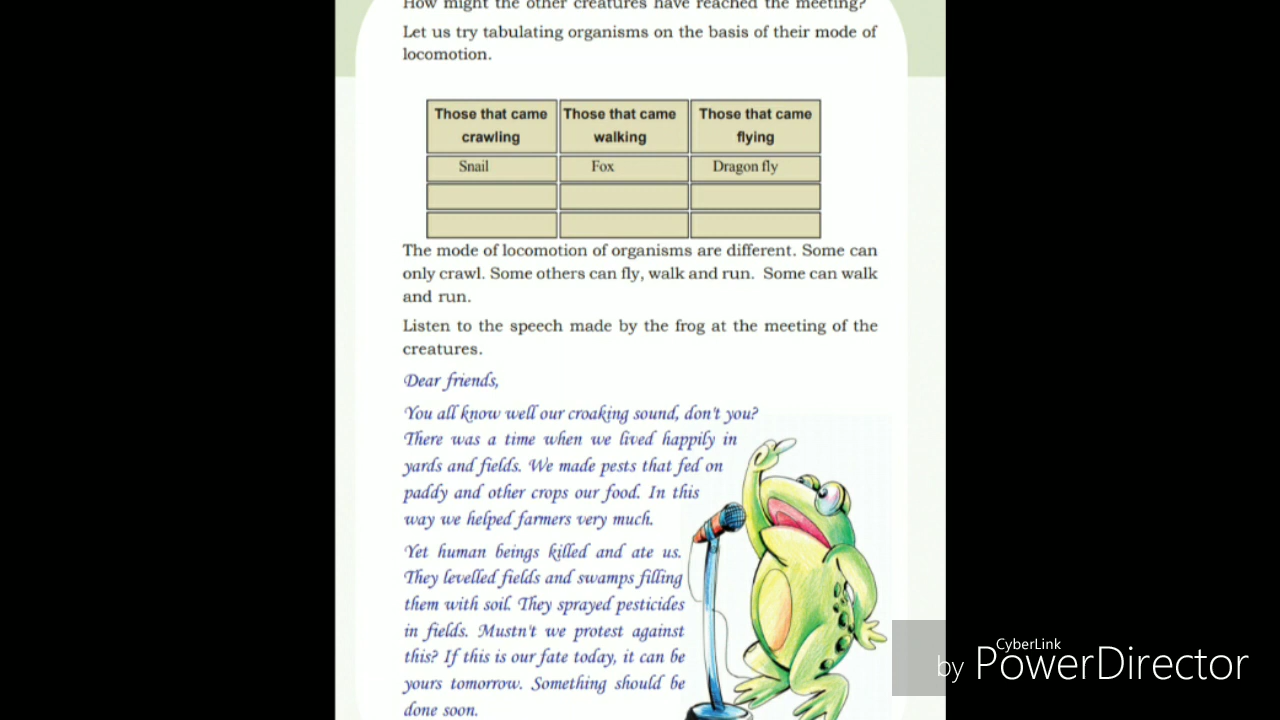 How might the other creatures have reached the meeting?
Let us try tabulating organisms on the basis of their mode of
locomotion.
Those that came crawling
Those that came walking
Those that came flying
Snail
Fox
Dragon fly
The mode of locomotion of organisms are different. Some can
only crawl. Some others can fly, walk and run. Some can walk
and run.
Listen to the speech made by the frog at the meeting of the
creatures.
Dear friends,
You all know well our croaking sound, don't you?
There was a time when we lived happily in
yards and fields. We made pests that fed on
paddy and other crops our food. In this
way we helped farmers very much.
Yet human beings killed and ate us.
They levelled fields and swamps filling
them with soil. They sprayed pesticides
in fields. Mustn't we protest against
this? If this is our fate today, it can be
yours tomorrow. Something should be
done soon.
CyberLink
by PowerDirector